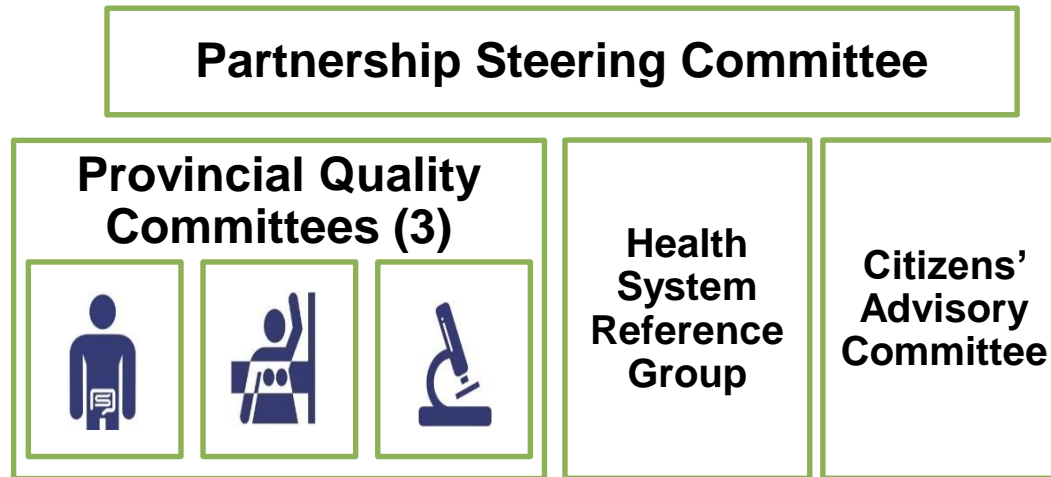 Partnership Steering Committee
Provincial Quality
Committees (3)
Health
System
Reference
Group
Citizens’
Advisory
Committee